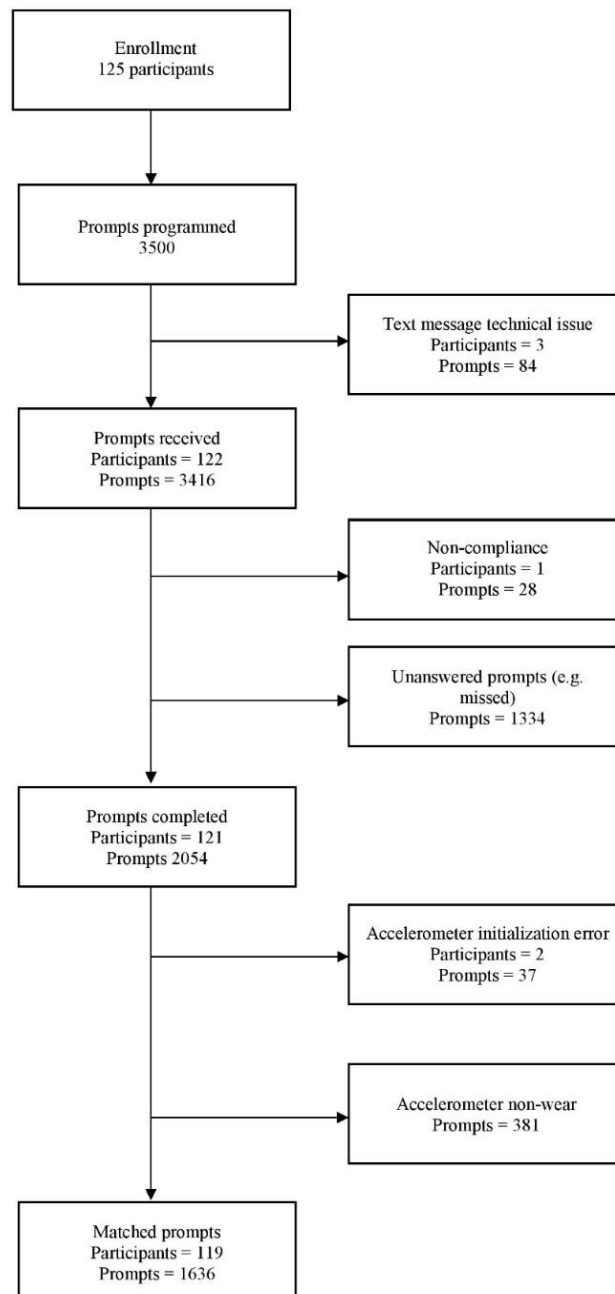 Enrollment
125 participants
Prompts programmed
3500
Text message technical issue
Participants = 3
Prompts = 84
Prompts received
Participants = 122
Prompts = 3416
Non-compliance
Participants = 1
Prompts = 28
Unanswered prompts (e.g.
missed)
Prompts = 1334
Prompts completed
Participants = 121
Prompts 2054
Accelerometer initialization error
Participants = 2
Prompts = 37
Accelerometer non-wear
Prompts = 381
Matched prompts
Participants = 119
Prompts = 1636